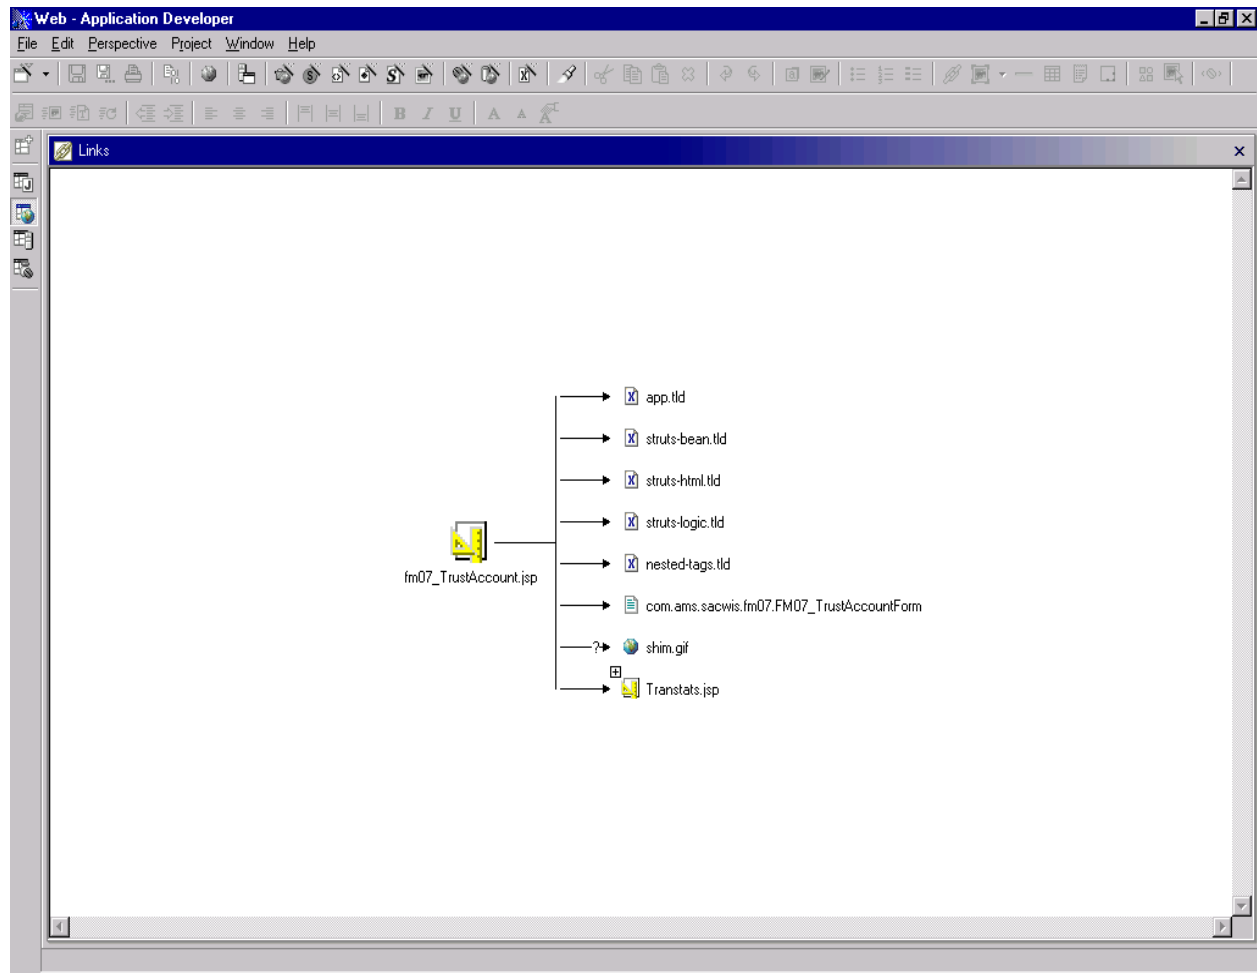 Web - Application Developer
File Edit Perspective Project Window Help
B I U A A
Links
app.tld
struts-bean.tld
struts-html.tld
struts-logic.tld
nested-tags.tld
fm07_TrustAccount.jsp
com.ams.sacwis.fm07.FM07_TrustAccountForm
? shim.gif
Transtats.jsp